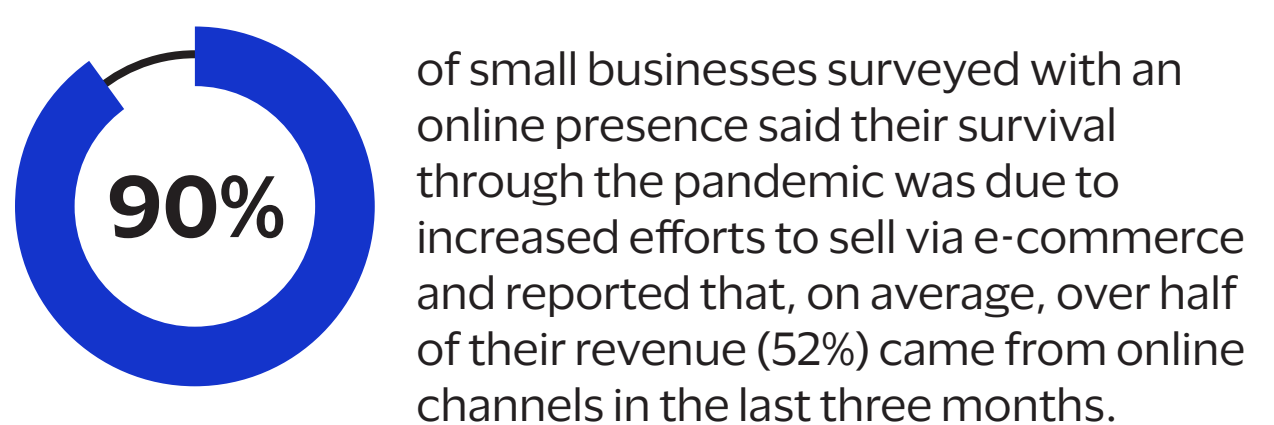 90%
of small businesses surveyed with an
online presence said their survival
through the pandemic was due to
increased efforts to sell via e-commerce
and reported that, on average, over half
of their revenue (52%) came from online
channels in the last three months.